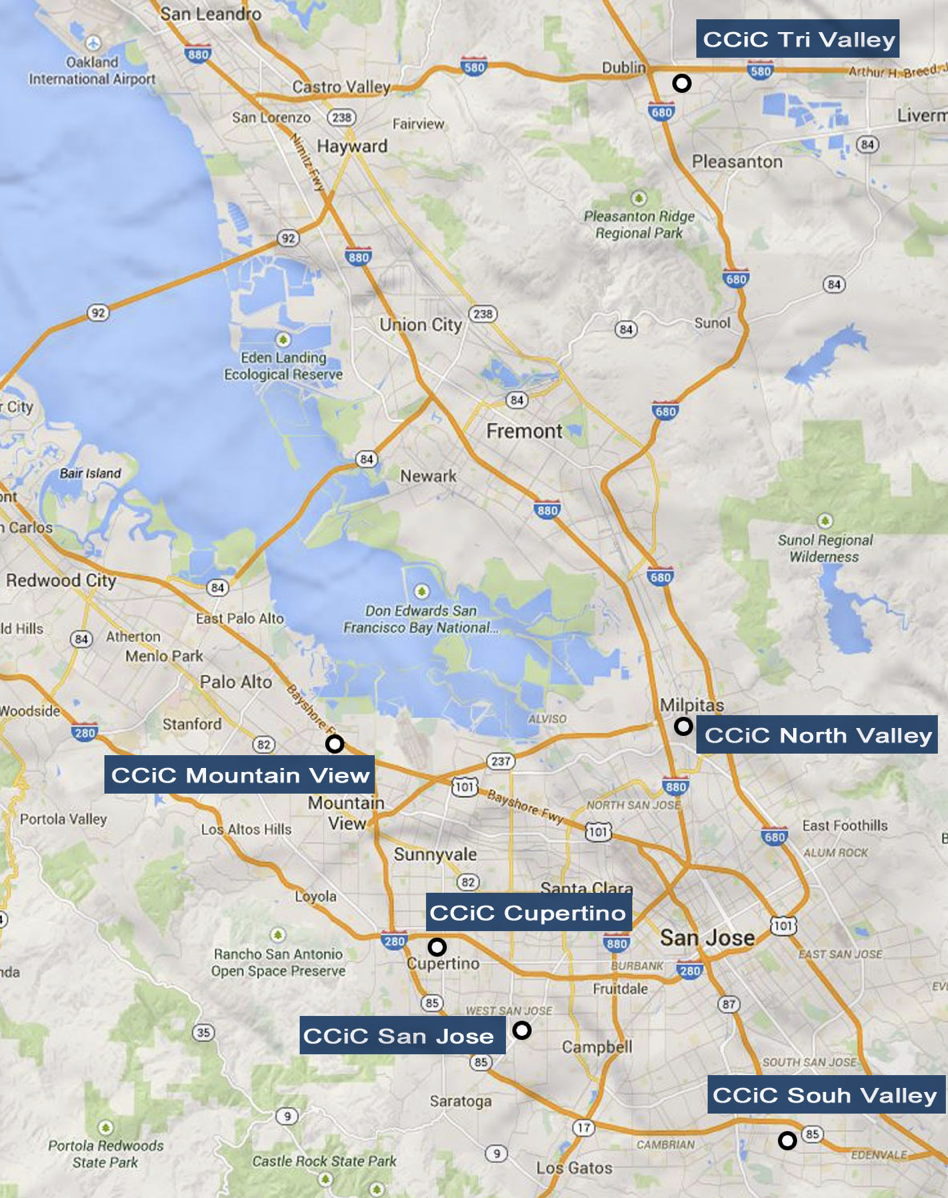 San Leandro
880
CCiC Tri Valley
Oakland
International Airport
580
Dublin
580
Arthur H. Breed
Castro Valley
680
San Lorenzo
238
Fairview
Liverm
Nimitz Fwy
Hayward
84
Pleasanton
Pleasanton Ridge
Regional Park
92
880
680
84
92
Union City
238
84
Sunol
Eden Landing
Ecological Reserve
r City
84
680
Fremont
84
Bair Island
Newark
ont
880
n Carlos
Sunol Regional
Wilderness
Redwood City
84
680
East Palo Alto
Don Edwards San
Francisco Bay National...
ld Hills
84
Atherton
Menlo Park
Palo Alto
Bayshore F
Woodside
Milpitas
Stanford
ALVISO
280
82
CCiC North Valley
237
CCiC Mountain View
101
880
Bayshore Fwy
Mountain
View
NORTH SAN JOSE
Portola Valley
Los Altos Hills
101
680
East Foothills
ALUM ROCK
Sunnyvale
82
Santa Clara
Loyola
CCiC Cupertino
101
280
880
San Jose
Rancho San Antonio
Open Space Preserve
EAST SAN JOSE
nda
Cupertino
BURBANK
280
Fruitdale
85
87
WEST SAN JOSE
35
CCiC San Jose
Campbell
85
SOUTH SAN JOSE
CCiC Souh Valley
Saratoga
9
17
85
Portola Redwoods
State Park
CAMBRIAN
9
EDENVALE
Castle Rock State Park
Los Gatos